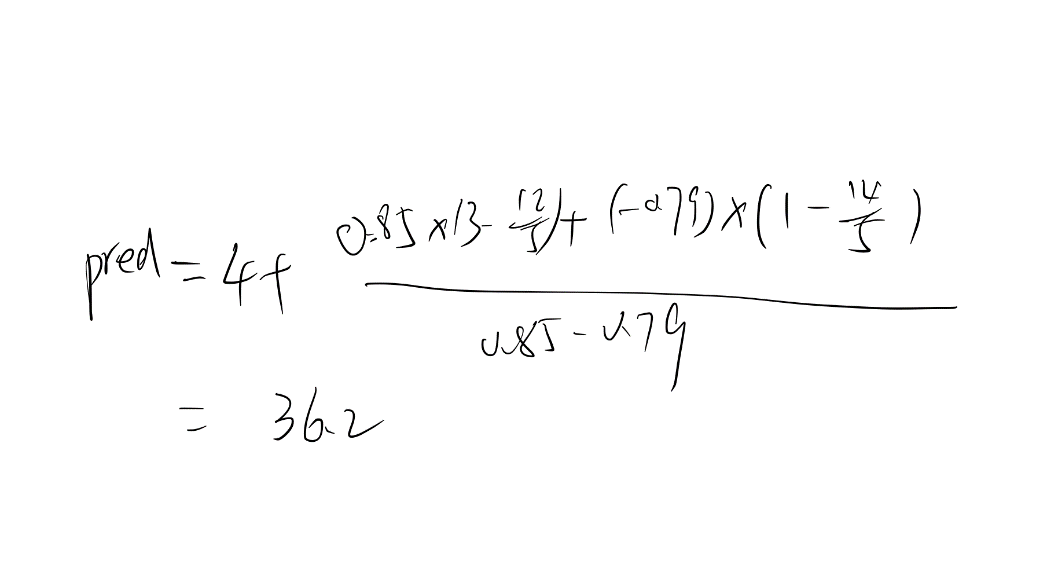 pred = 4 + (0.85 × (3 - 12/5) + (-0.79) × (1 - 14/5)) / (0.85 - 0.79)
= 36.2